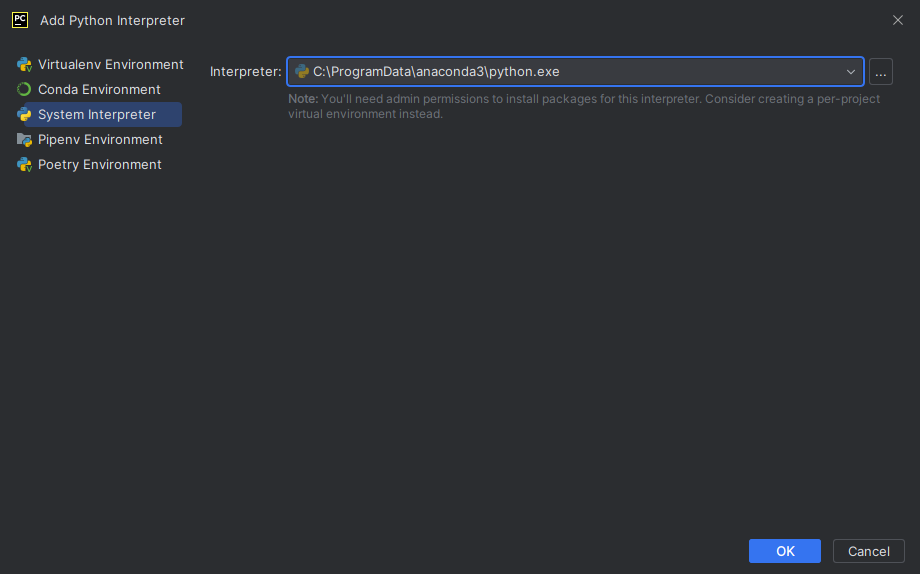 PC Add Python Interpreter
Virtualenv Environment
Conda Environment
System Interpreter
Pipenv Environment
Poetry Environment
Interpreter: C:\ProgramData\anaconda3\python.exe ...
Note: You'll need admin permissions to install packages for this interpreter. Consider creating a per-project
virtual environment instead.
OK Cancel